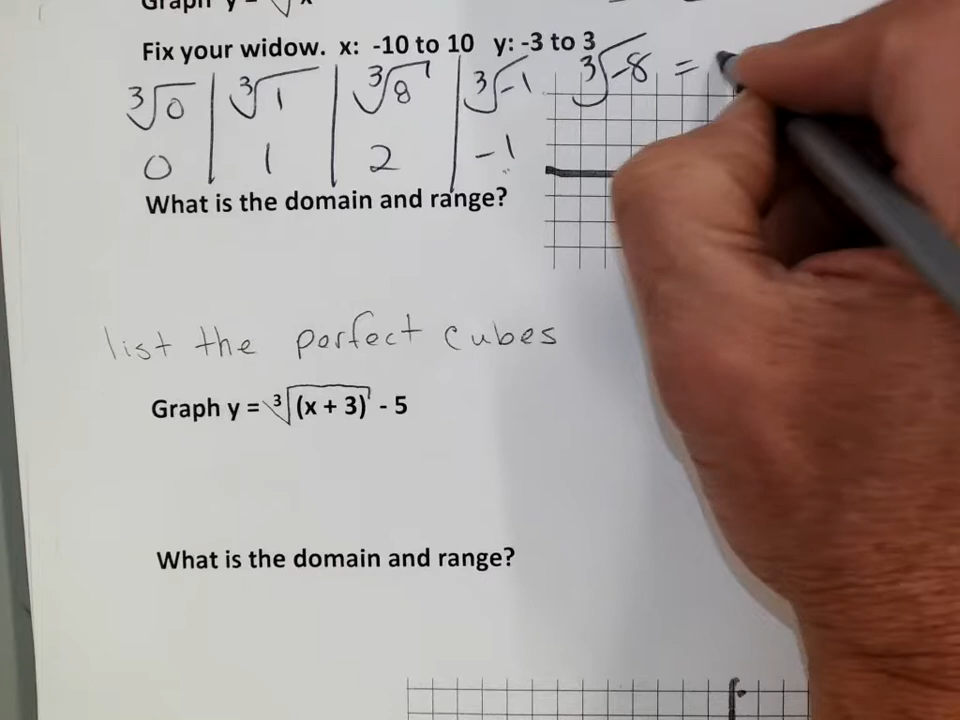 Graph y = √x
Fix your widow. x: -10 to 10 y: -3 to 3
∛0 | ∛1 | ∛8 | ∛-1 ∛-8 =
0 | 1 | 2 | -1
What is the domain and range?
list the perfect cubes
Graph y = ∛(x + 3) - 5
What is the domain and range?